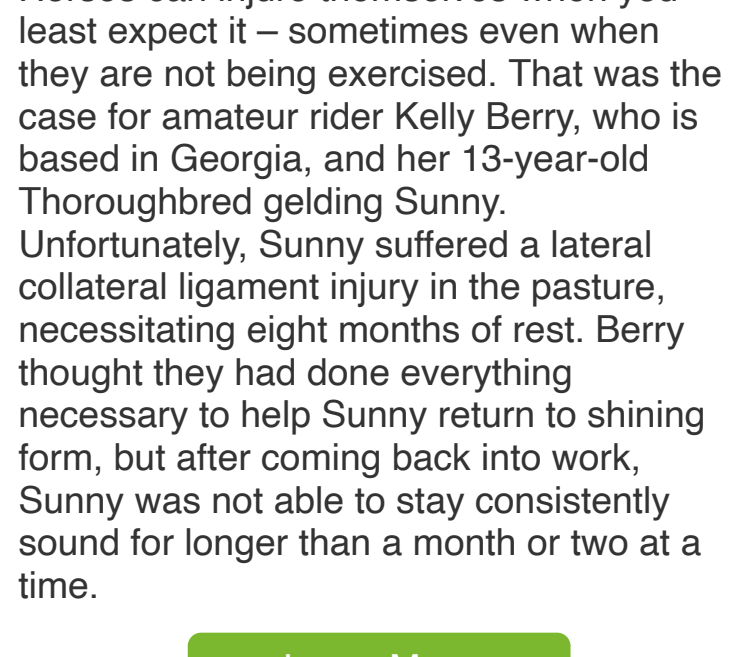 least expect it – sometimes even when
they are not being exercised. That was the
case for amateur rider Kelly Berry, who is
based in Georgia, and her 13-year-old
Thoroughbred gelding Sunny.
Unfortunately, Sunny suffered a lateral
collateral ligament injury in the pasture,
necessitating eight months of rest. Berry
thought they had done everything
necessary to help Sunny return to shining
form, but after coming back into work,
Sunny was not able to stay consistently
sound for longer than a month or two at a
time.